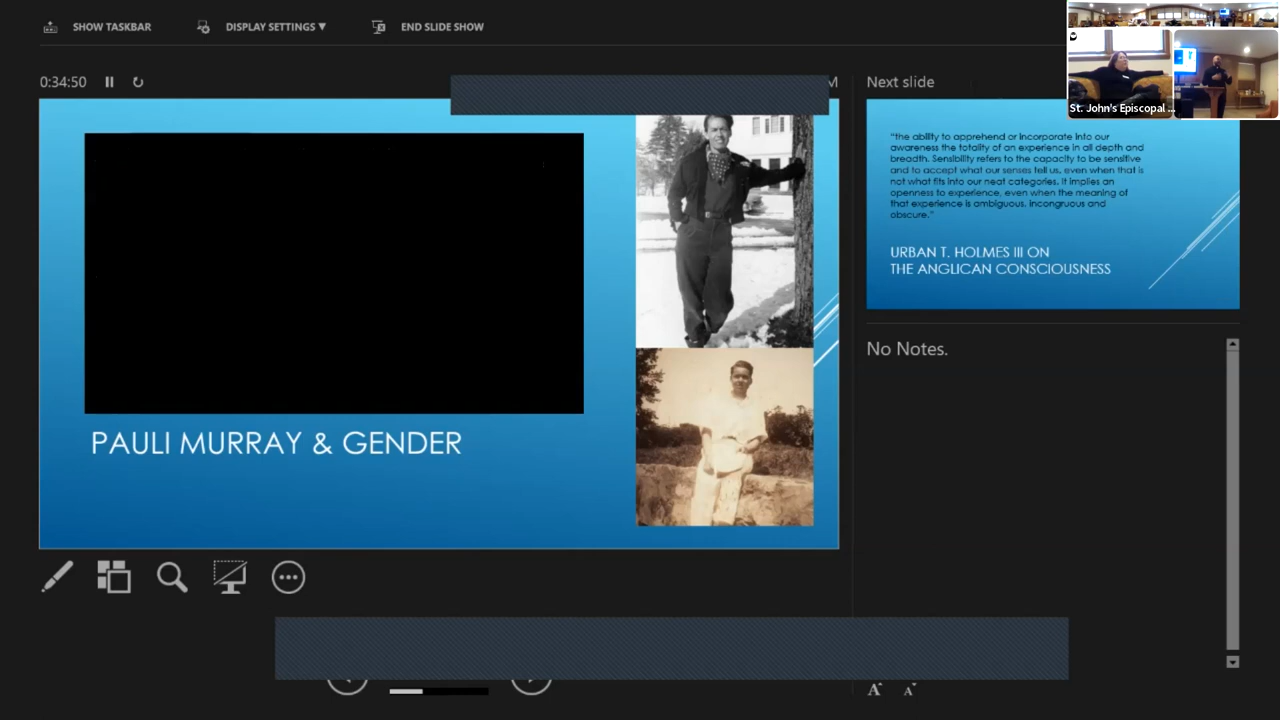 SHOW TASKBAR
DISPLAY SETTINGS ▼
END SLIDE SHOW
0:34:50
M
Next slide
St. John's Episcopal ...
"the ability to apprehend or incorporate into our
awareness the totality of an experience in all depth and
breadth. Sensibility refers to the capacity to be sensitive
and to accept what our senses tell us, even when that is
not what fits into our neat categories. It implies an
openness to experience, even when the meaning of
that experience is ambiguous, incongruous and
obscure."
URBAN T. HOLMES III ON
THE ANGLICAN CONSCIOUSNESS
PAULI MURRAY & GENDER
No Notes.
A A